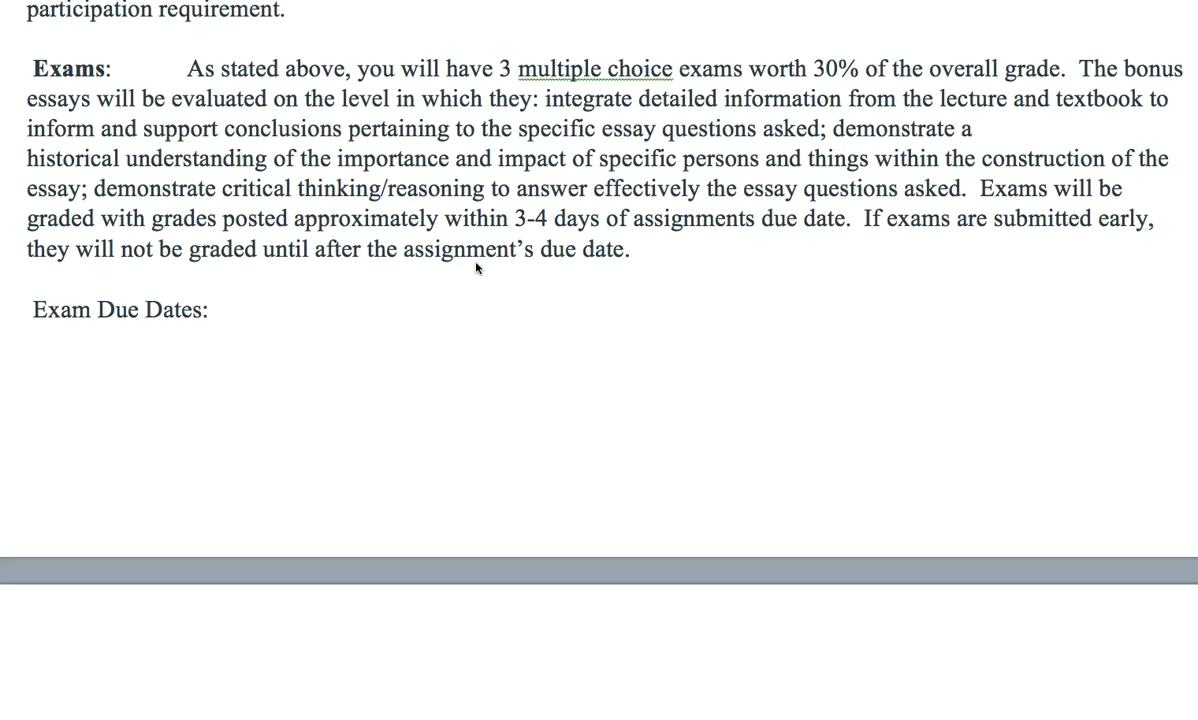 participation requirement.
Exams: As stated above, you will have 3 multiple choice exams worth 30% of the overall grade. The bonus
essays will be evaluated on the level in which they: integrate detailed information from the lecture and textbook to
inform and support conclusions pertaining to the specific essay questions asked; demonstrate a
historical understanding of the importance and impact of specific persons and things within the construction of the
essay; demonstrate critical thinking/reasoning to answer effectively the essay questions asked. Exams will be
graded with grades posted approximately within 3-4 days of assignments due date. If exams are submitted early,
they will not be graded until after the assignment’s due date.
Exam Due Dates: